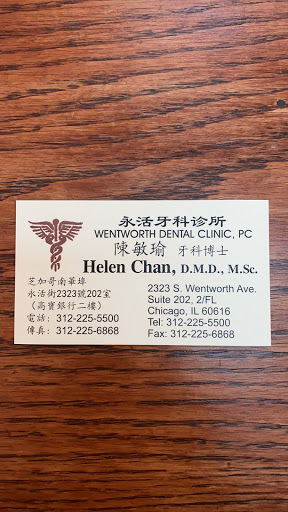 永活牙科诊所
WENTWORTH DENTAL CLINIC, PC
陳敏瑜 牙科博士
Helen Chan, D.M.D., M.Sc.
芝加哥南華埠
永活街2323號202室
(高寶銀行二樓)
電話: 312-225-5500
傳真: 312-225-6868
2323 S. Wentworth Ave.
Suite 202, 2/FL
Chicago, IL 60616
Tel: 312-225-5500
Fax: 312-225-6868